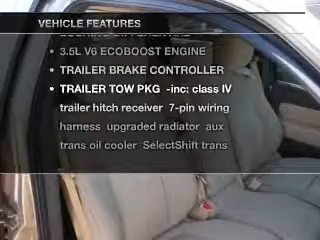 VEHICLE FEATURES
• 3.5L V6 ECOBOOST ENGINE
• TRAILER BRAKE CONTROLLER
• TRAILER TOW PKG -inc: class IV
trailer hitch receiver 7-pin wiring
harness upgraded radiator aux
trans oil cooler SelectShift trans